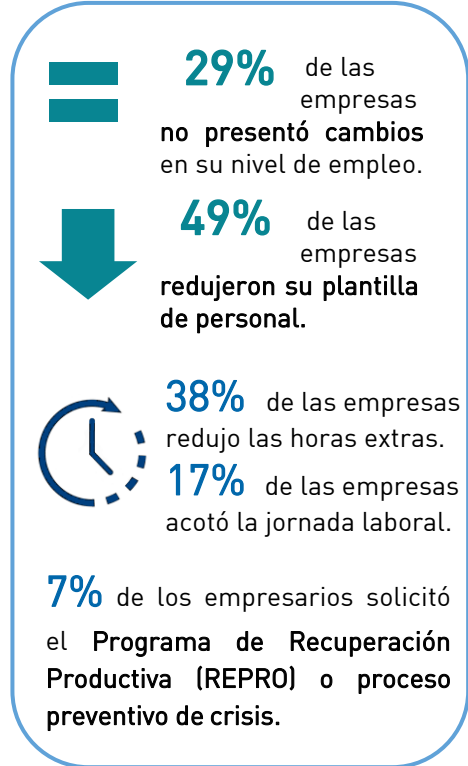 29% de las
empresas
no presentó cambios
en su nivel de empleo.
49% de las
empresas
redujeron su plantilla
de personal.
38% de las empresas
redujo las horas extras.
17% de las empresas
acotó la jornada laboral.
7% de los empresarios solicitó
el Programa de Recuperación
Productiva (REPRO) o proceso
preventivo de crisis.